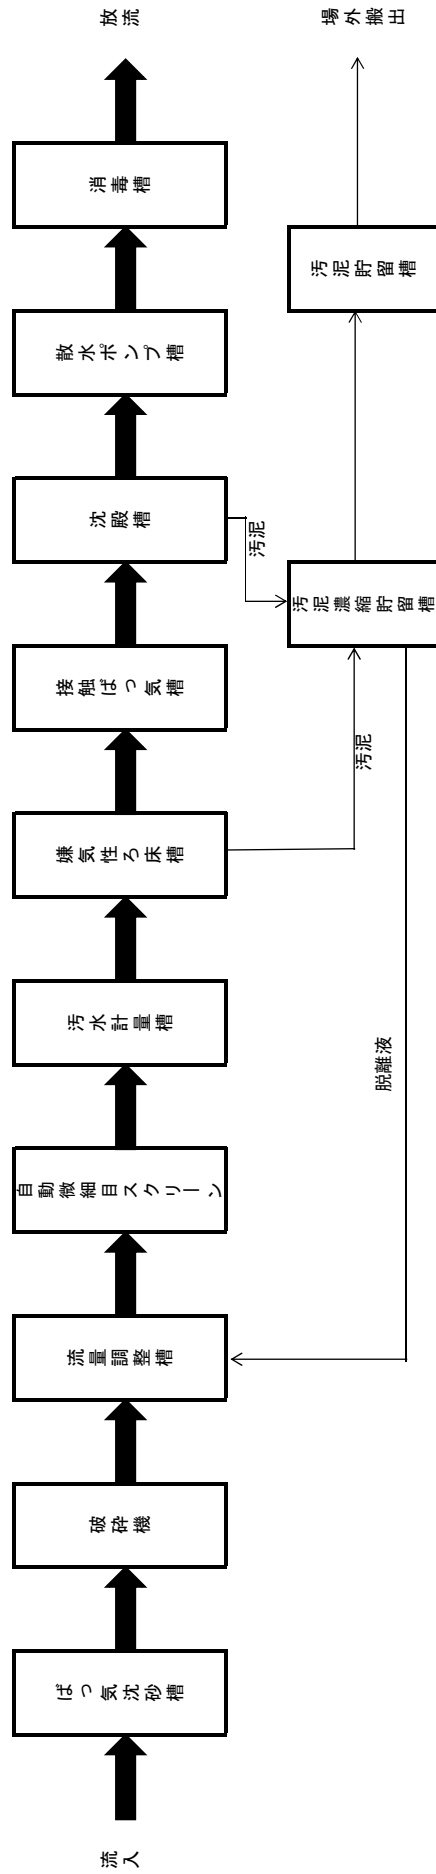 流入
ばっ気沈砂槽
破砕機
流量調整槽
自動微細目スクリーン
汚水計量槽
嫌気性ろ床槽
接触ばっ気槽
沈殿槽
散水ポンプ槽
消毒槽
放流
脱離液
汚泥
汚泥
汚泥濃縮貯留槽
汚泥貯留槽
場外搬出